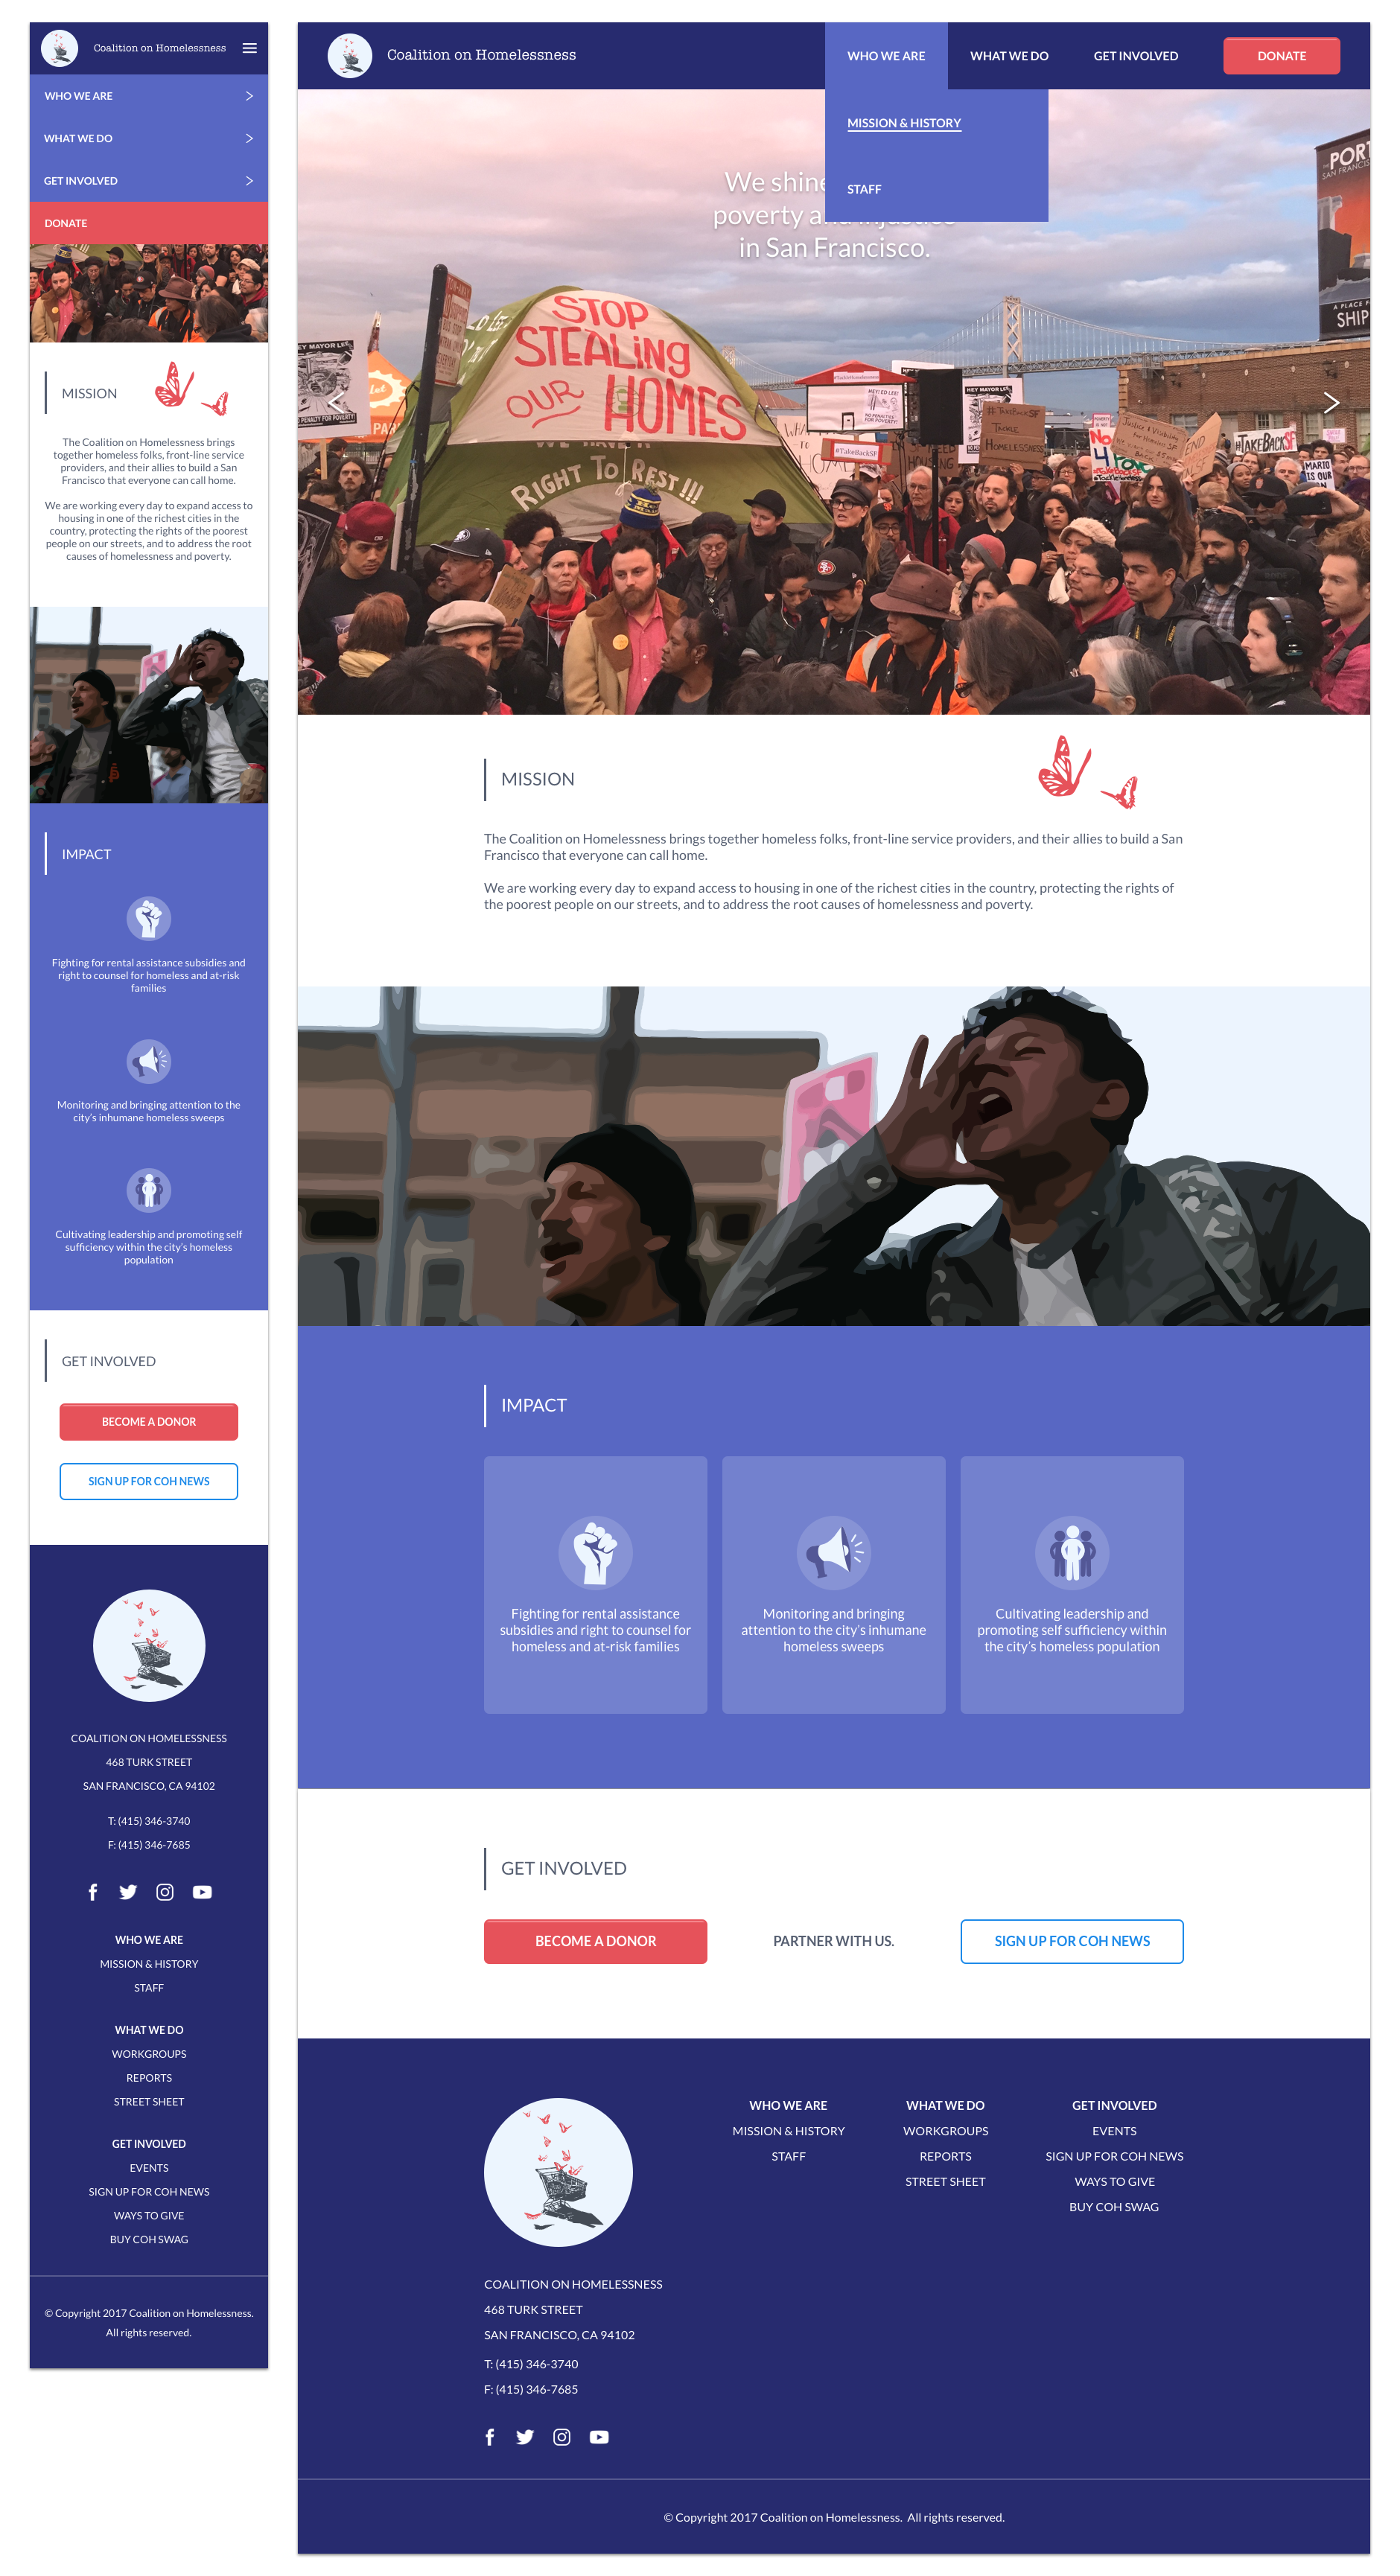 Coalition on Homelessness
WHO WE ARE
WHAT WE DO
GET INVOLVED
DONATE
MISSION
The Coalition on Homelessness brings
together homeless folks, front-line service
providers, and their allies to build a San
Francisco that everyone can call home.
We are working every day to expand access to
housing in one of the richest cities in the
country, protecting the rights of the poorest
people on our streets, and to address the root
causes of homelessness and poverty.
IMPACT
Fighting for rental assistance subsidies and
right to counsel for homeless and at-risk
families
Monitoring and bringing attention to the
city's inhumane homeless sweeps
Cultivating leadership and promoting self
sufficiency within the city's homeless
population
GET INVOLVED
BECOME A DONOR
SIGN UP FOR COH NEWS
COALITION ON HOMELESSNESS
468 TURK STREET
SAN FRANCISCO, CA 94102
T: (415) 346-3740
F: (415) 346-7685
WHO WE ARE
MISSION & HISTORY
STAFF
WHAT WE DO
WORKGROUPS
REPORTS
STREET SHEET
GET INVOLVED
EVENTS
SIGN UP FOR COH NEWS
WAYS TO GIVE
BUY COH SWAG
© Copyright 2017 Coalition on Homelessness.
All rights reserved.
Coalition on Homelessness
WHO WE ARE
WHAT WE DO
GET INVOLVED
DONATE
MISSION & HISTORY
STAFF
We shine
poverty
in San Francisco.
PORT
SAN FRANCISCO
A PLACE
SHIP
STOP
STEALING
OUR HOMES
RIGHT TO REST !!!
HEY MAYOR LEE
#TakeBackSF
TACKLE
HOMELESSNESS
#TakeBackSF
#TAKEBACKSF
MARIO
IS OUR
MISSION
The Coalition on Homelessness brings together homeless folks, front-line service providers, and their allies to build a San
Francisco that everyone can call home.
We are working every day to expand access to housing in one of the richest cities in the country, protecting the rights of
the poorest people on our streets, and to address the root causes of homelessness and poverty.
IMPACT
Fighting for rental assistance
subsidies and right to counsel for
homeless and at-risk families
Monitoring and bringing
attention to the city's inhumane
homeless sweeps
Cultivating leadership and
promoting self sufficiency within
the city's homeless population
GET INVOLVED
BECOME A DONOR
PARTNER WITH US.
SIGN UP FOR COH NEWS
WHO WE ARE
MISSION & HISTORY
STAFF
WHAT WE DO
WORKGROUPS
REPORTS
STREET SHEET
GET INVOLVED
EVENTS
SIGN UP FOR COH NEWS
WAYS TO GIVE
BUY COH SWAG
COALITION ON HOMELESSNESS
468 TURK STREET
SAN FRANCISCO, CA 94102
T: (415) 346-3740
F: (415) 346-7685
© Copyright 2017 Coalition on Homelessness. All rights reserved.